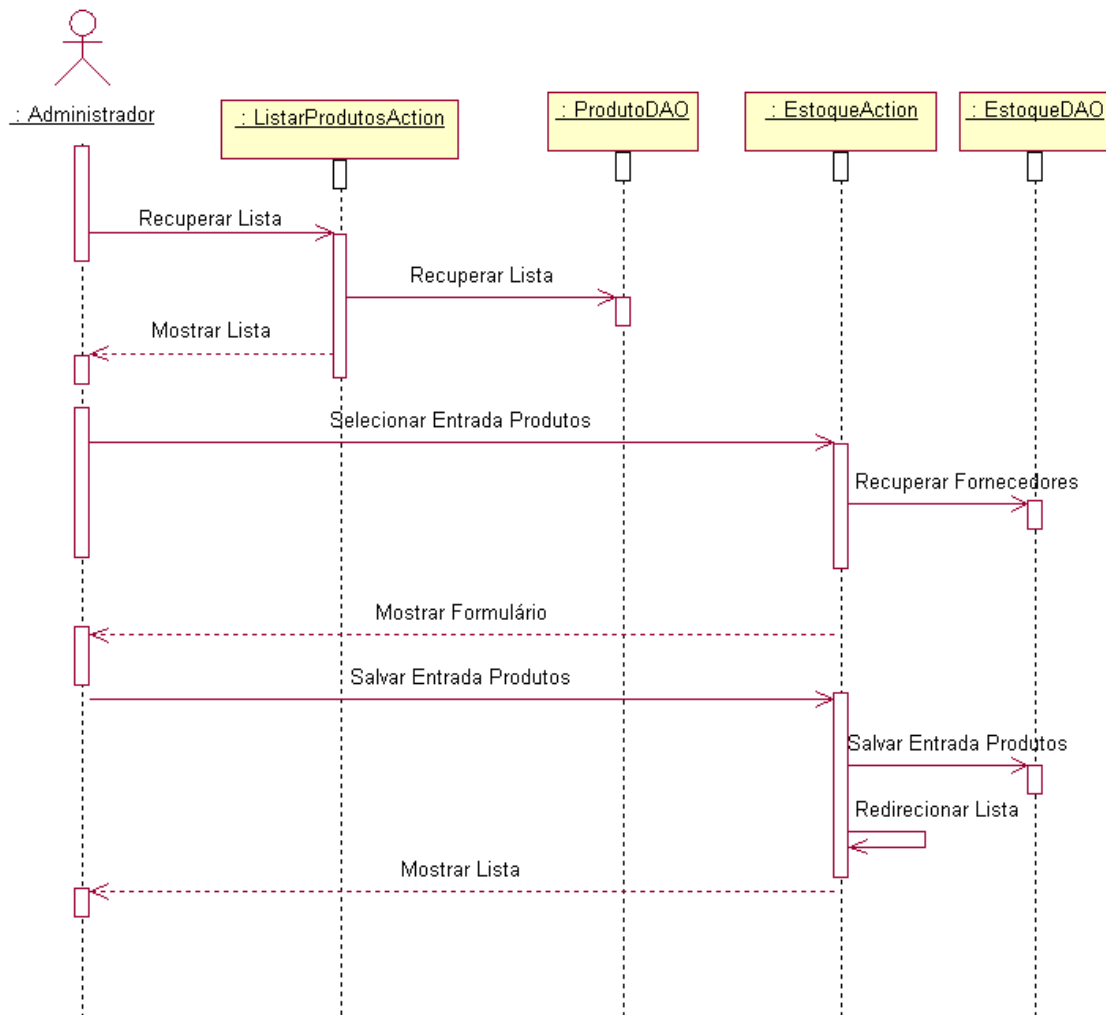 : Administrador
: ListarProdutosAction
: ProdutoDAO
: EstoqueAction
: EstoqueDAO
Recuperar Lista
Recuperar Lista
Mostrar Lista
Selecionar Entrada Produtos
Recuperar Fornecedores
Mostrar Formulário
Salvar Entrada Produtos
Salvar Entrada Produtos
Redirecionar Lista
Mostrar Lista